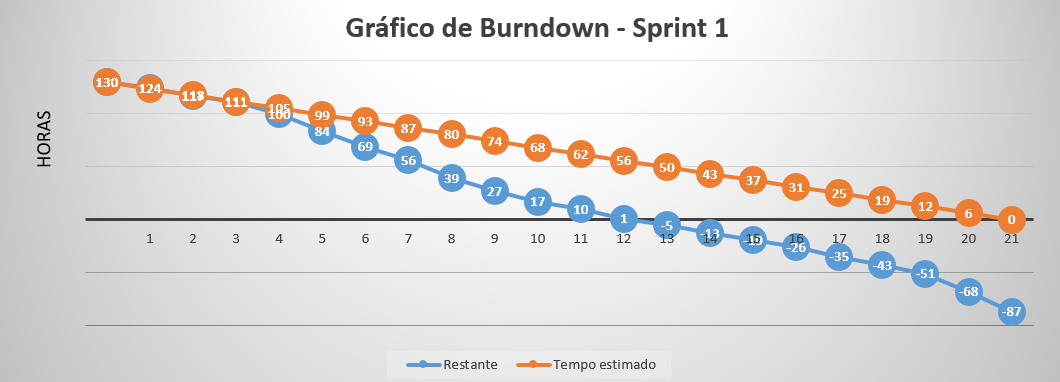 Gráfico de Burndown - Sprint 1
HORAS
130 124 118 111 105 99 93 87 80 74 68 62 56 50 43 37 31 25 19 12 6 0
100 84 69 56 39 27 17 10 1 -5 -13 -26 -35 -43 -51 -68 -87
1 2 3 4 5 6 7 8 9 10 11 12 13 14 15 16 17 18 19 20 21
Restante Tempo estimado